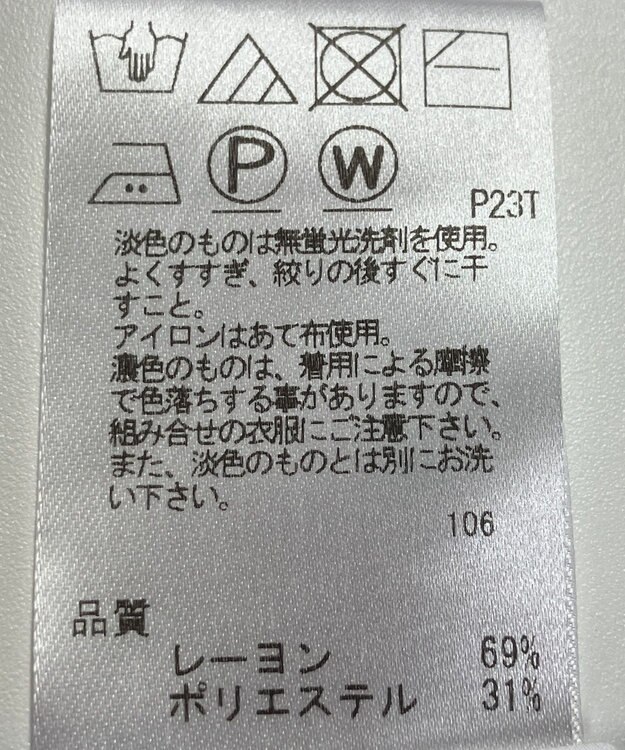 P
W
P23T
淡色のものは無蛍光洗剤を使用。
よくすすぎ、絞りの後すぐに干
すこと。
アイロンはあて布使用。
濃色のものは、着用による摩擦
で色落ちする事がありますので、
組み合せの衣服にご注意下さい。
また、淡色のものとは別にお洗
い下さい。
106
品質
レーヨン 69%
ポリエステル 31%